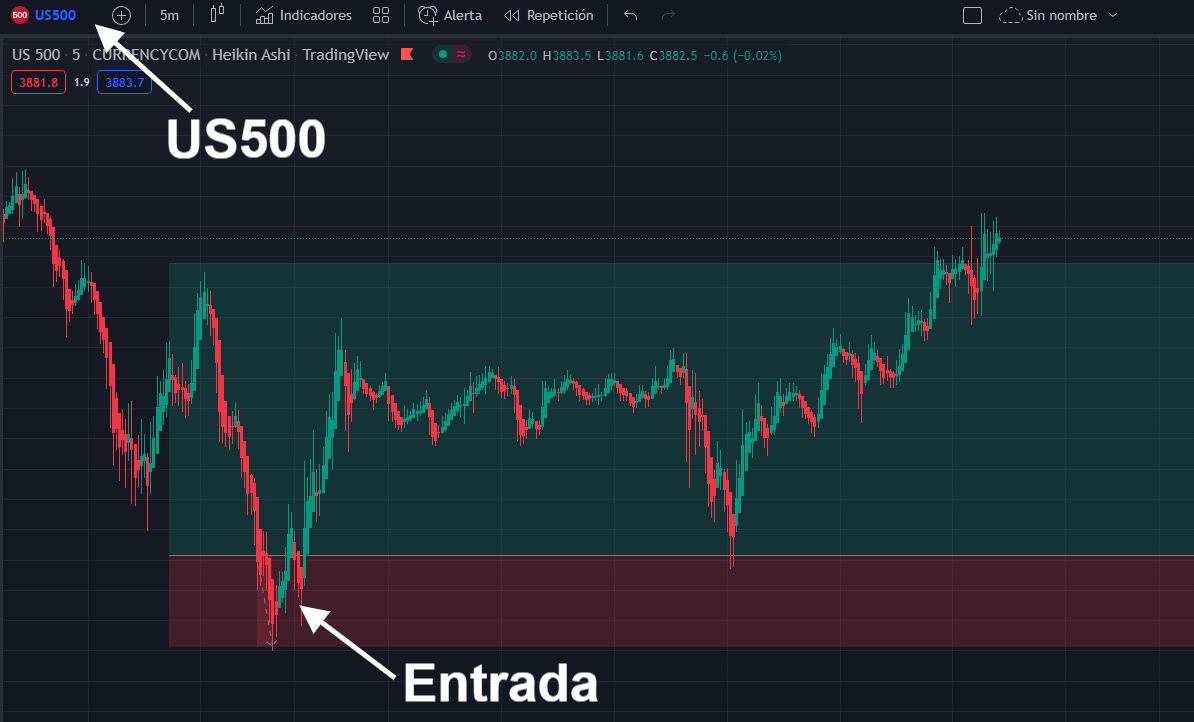 500 US500 5m Indicadores Alerta Repetición Sin nombre
US 500 · 5 · CURRENCYCOM · Heikin Ashi · TradingView ≈ O3882.0 H3883.5 L3881.6 C3882.5 −0.6 (−0.02%)
3881.8 1.9 3883.7
US500
Entrada